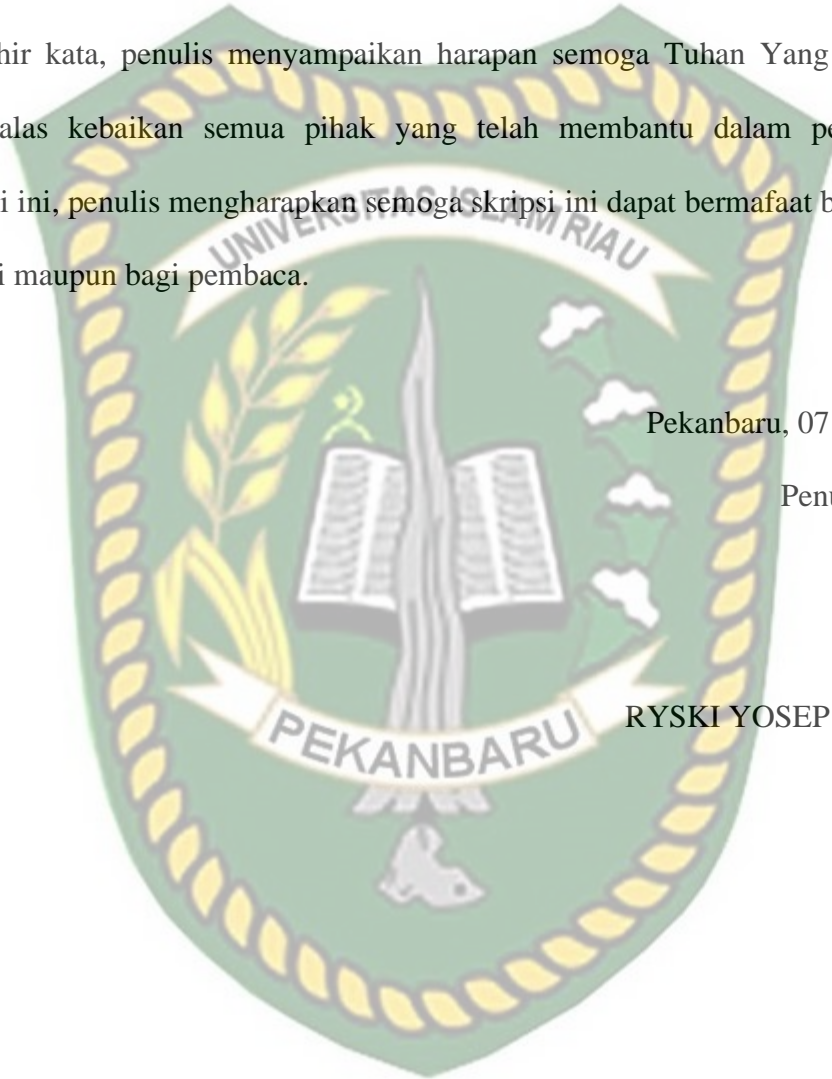 hir kata, penulis menyampaikan harapan semoga Tuhan Yang
alas kebaikan semua pihak yang telah membantu dalam pe
i ini, penulis mengharapkan semoga skripsi ini dapat bermafaat b
i maupun bagi pembaca.
UNIVERSITAS ISLAM RIAU
Pekanbaru, 07
Penu
RYSKI YOSEP
PEKANBARU